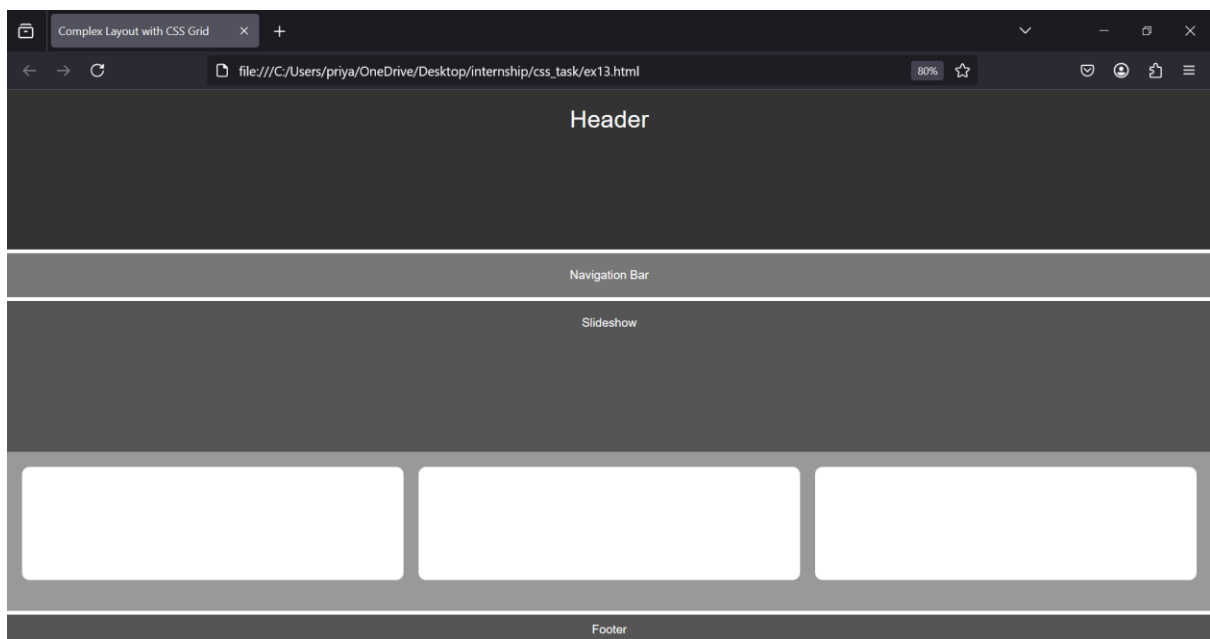 Complex Layout with CSS Grid
file:///C:/Users/priya/OneDrive/Desktop/internship/css_task/ex13.html 80%
Header
Navigation Bar
Slideshow
Footer